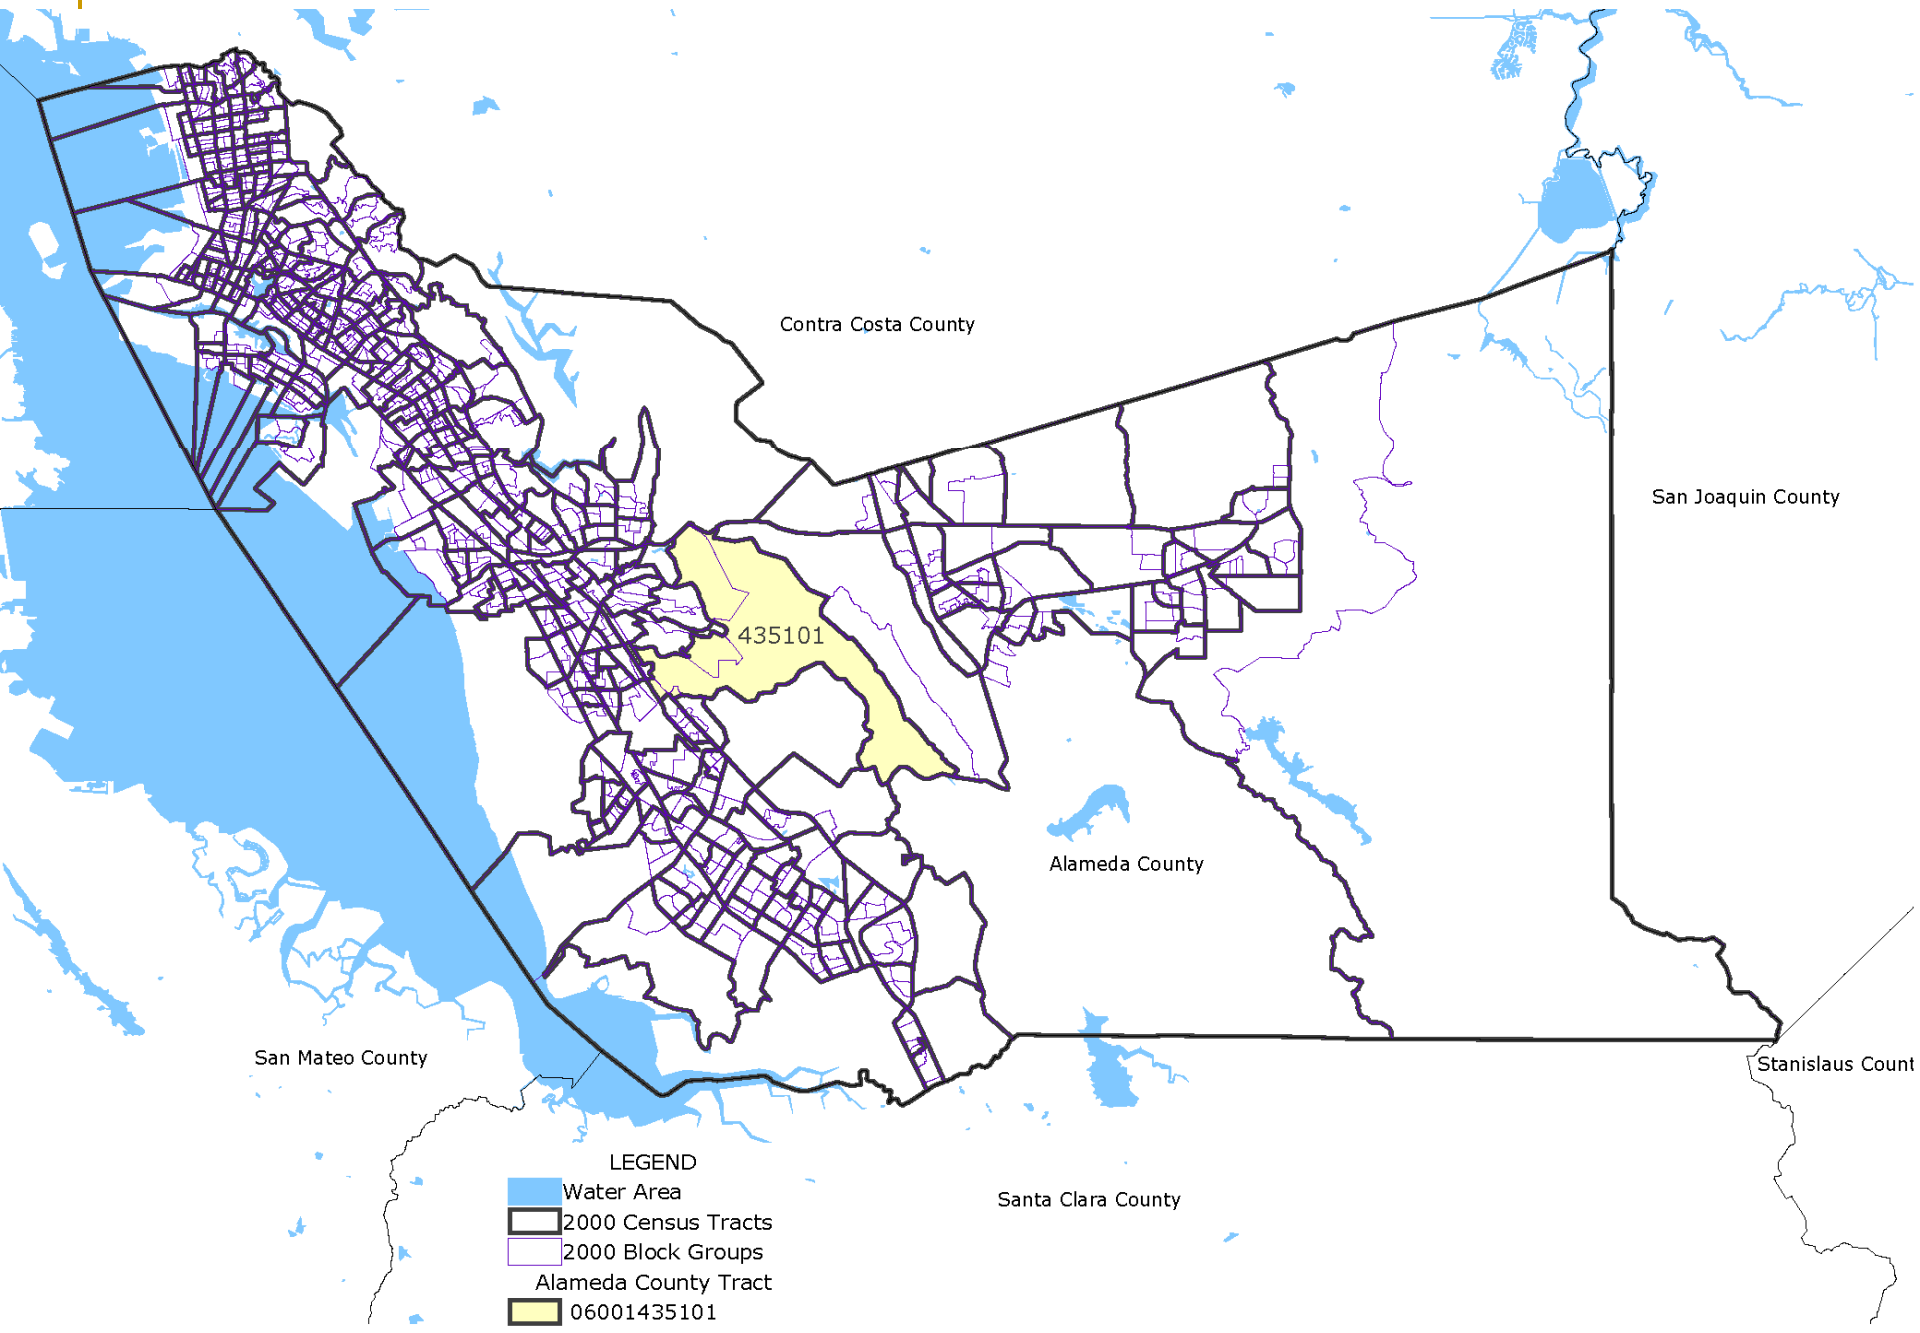 Contra Costa County
San Joaquin County
435101
Alameda County
San Mateo County
Stanislaus Count
LEGEND
Water Area
2000 Census Tracts
2000 Block Groups
Alameda County Tract
06001435101
Santa Clara County